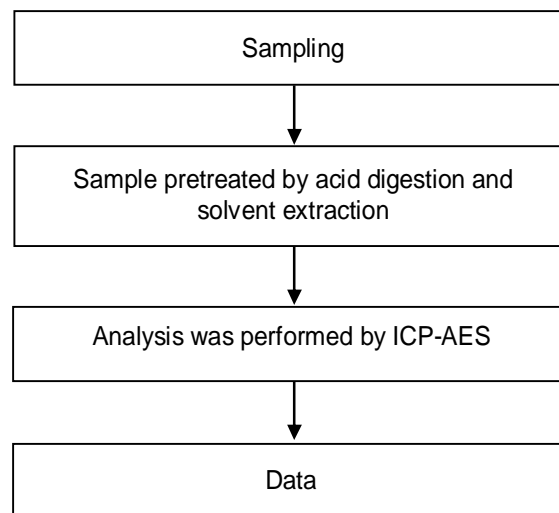 Sampling
Sample pretreated by acid digestion and
solvent extraction
Analysis was performed by ICP-AES
Data